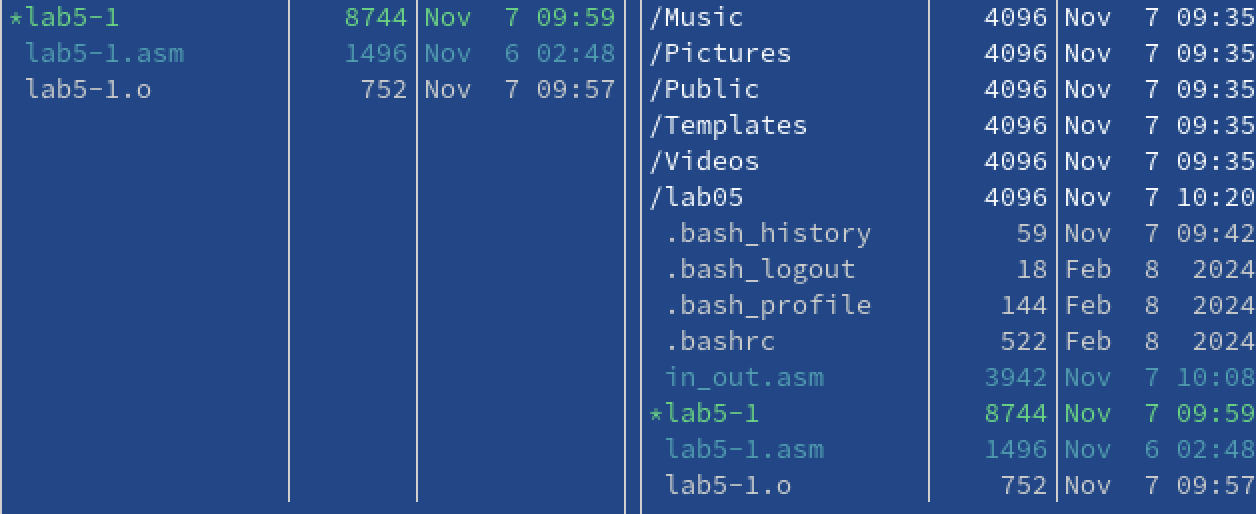 *lab5-1 8744 Nov 7 09:59
lab5-1.asm 1496 Nov 6 02:48
lab5-1.o 752 Nov 7 09:57
/Music 4096 Nov 7 09:35
/Pictures 4096 Nov 7 09:35
/Public 4096 Nov 7 09:35
/Templates 4096 Nov 7 09:35
/Videos 4096 Nov 7 09:35
/lab05 4096 Nov 7 10:20
.bash_history 59 Nov 7 09:42
.bash_logout 18 Feb 8 2024
.bash_profile 144 Feb 8 2024
.bashrc 522 Feb 8 2024
in_out.asm 3942 Nov 7 10:08
*lab5-1 8744 Nov 7 09:59
lab5-1.asm 1496 Nov 6 02:48
lab5-1.o 752 Nov 7 09:57